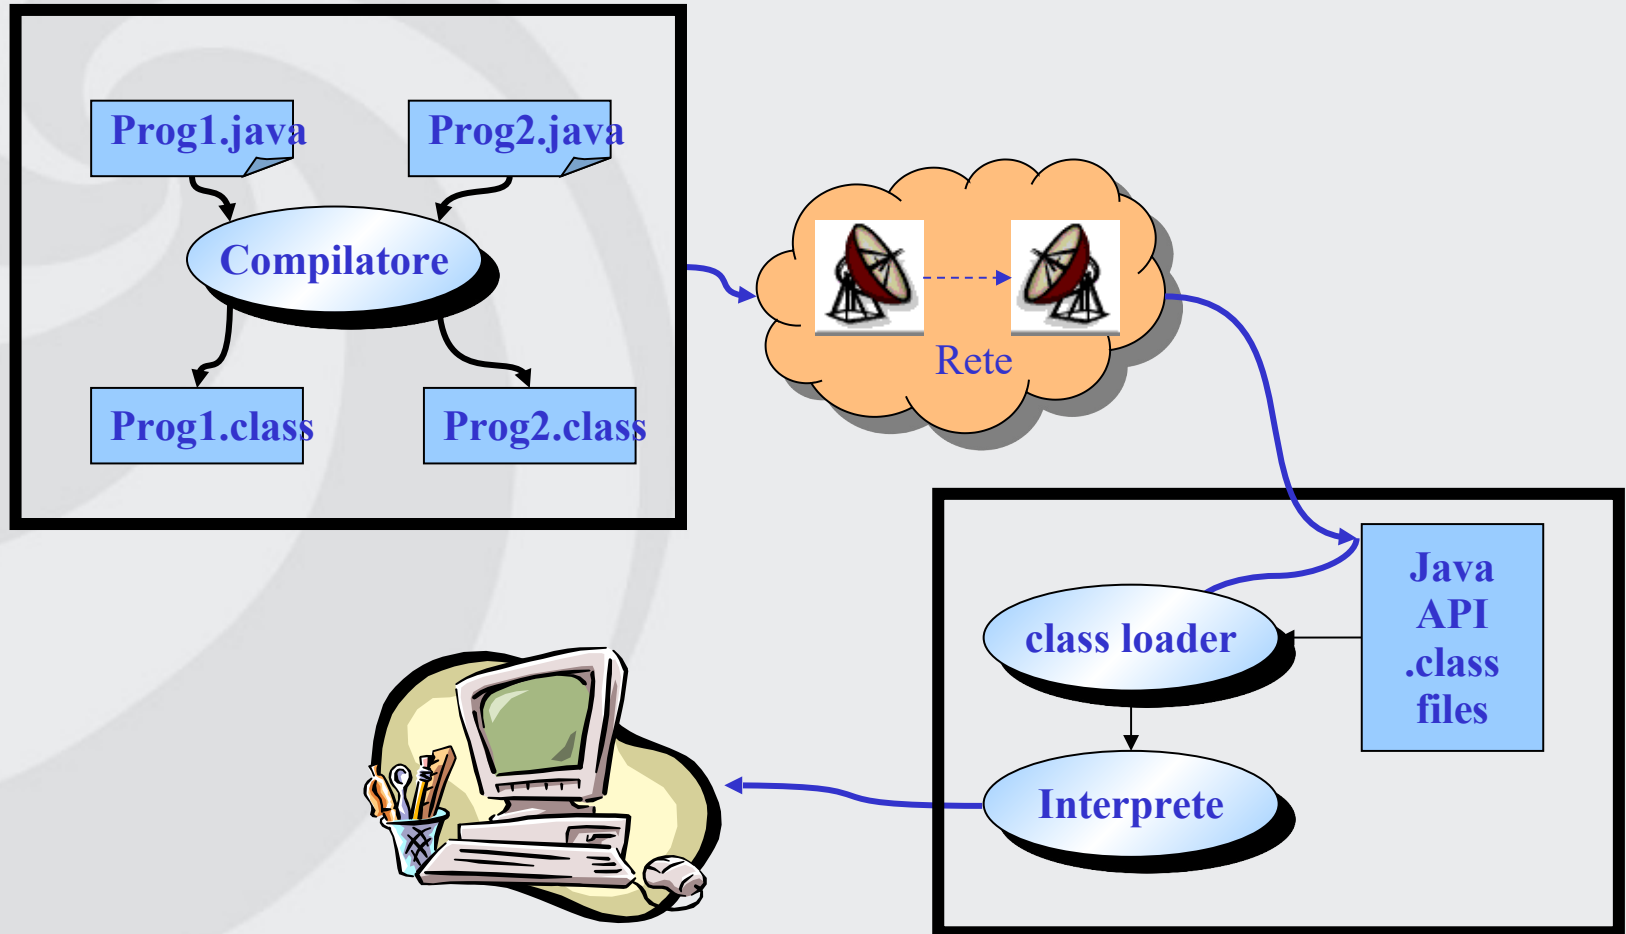 Prog1.java
Prog2.java
Compilatore
Prog1.class
Prog2.class
Rete
Java
API
.class
files
class loader
Interprete